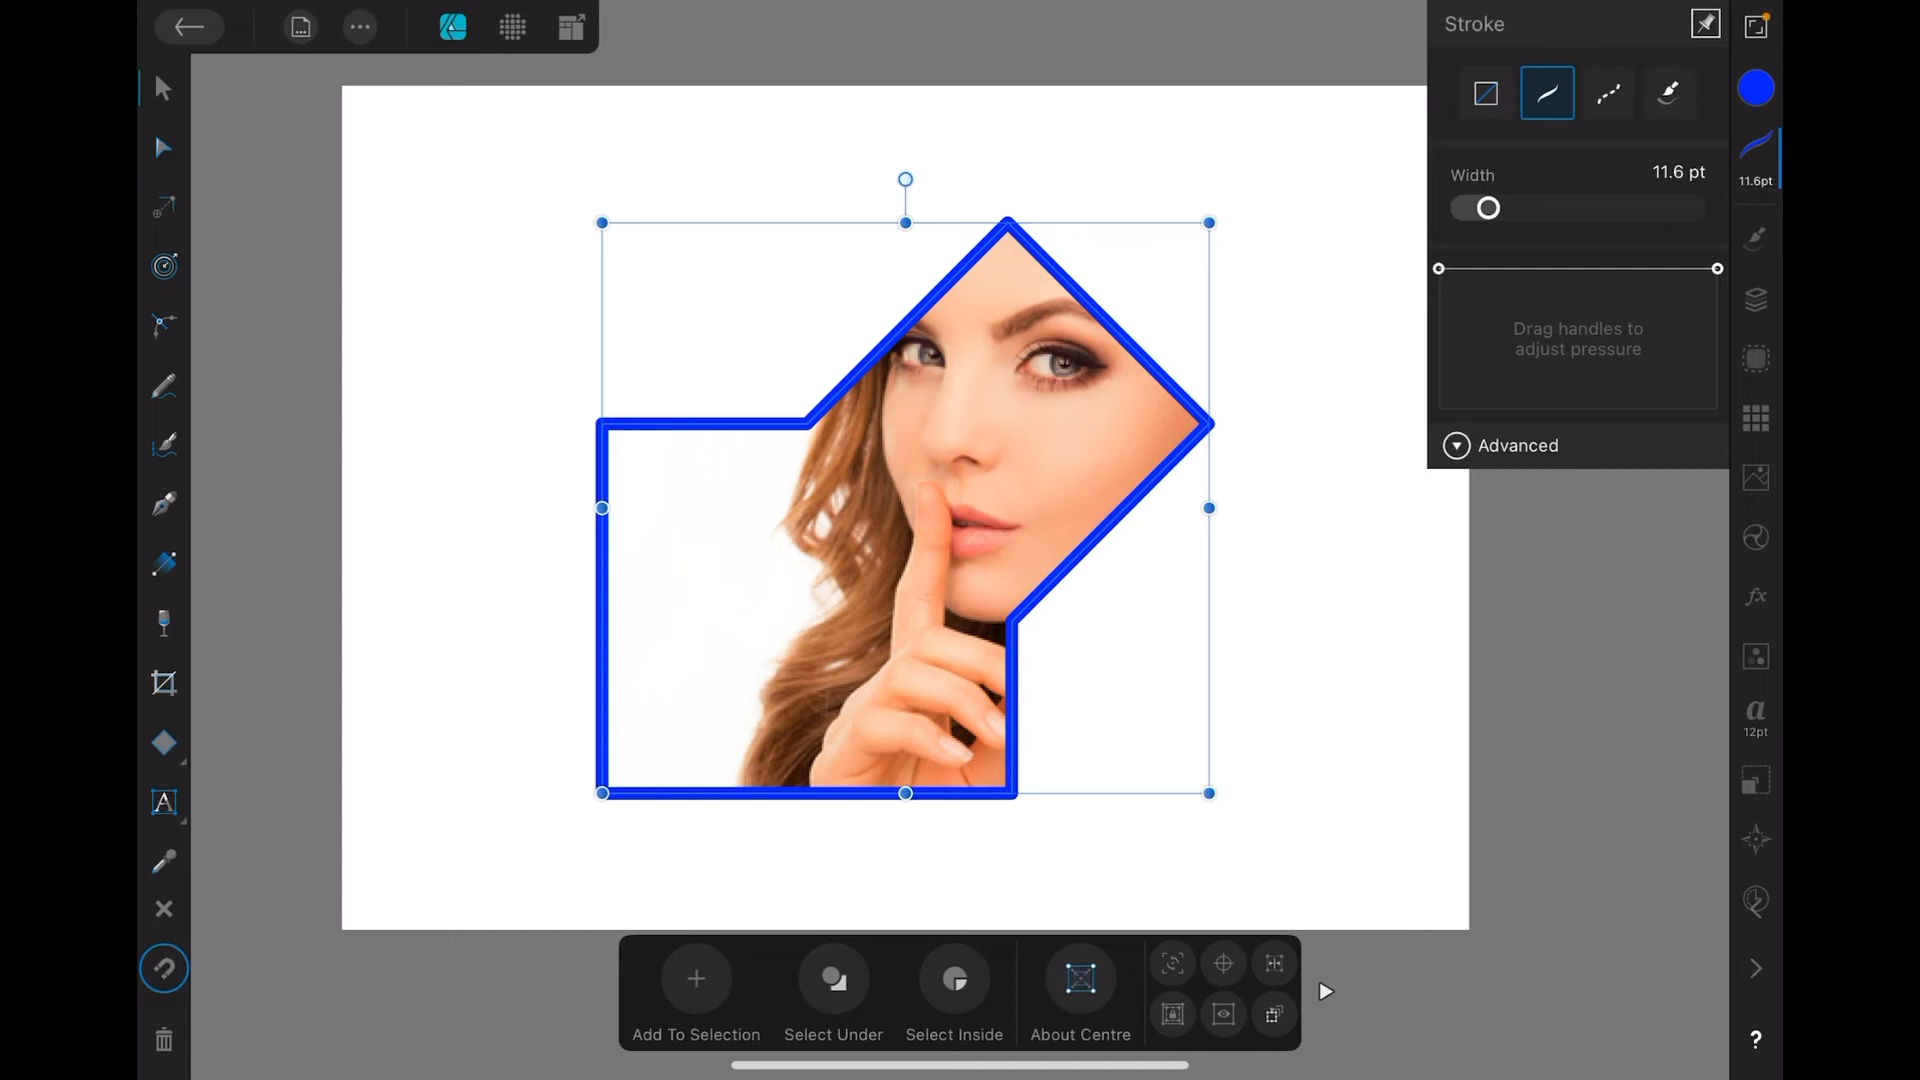 Stroke
Width 11.6 pt
11.6pt
Drag handles to
adjust pressure
Advanced
fx
A
a
12pt
Add To Selection Select Under Select Inside About Centre
?